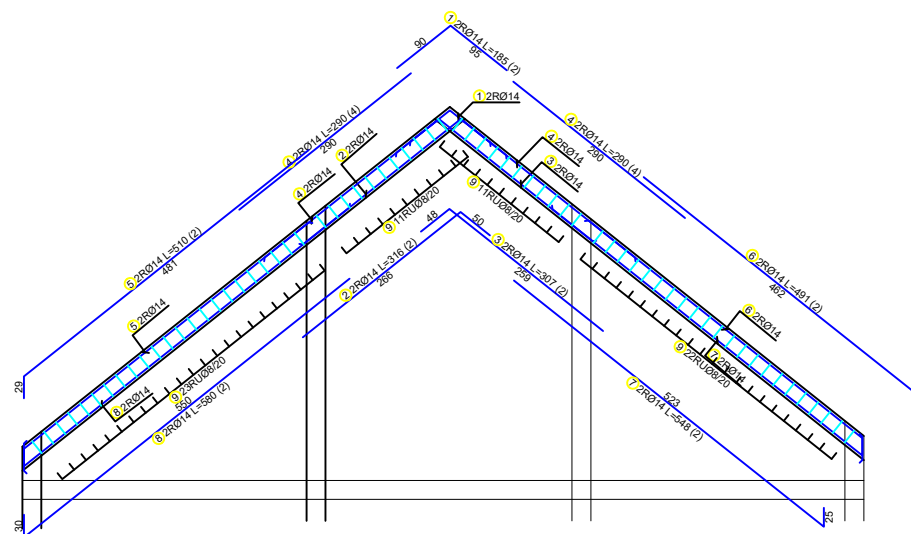 1 2RØ14 L=185 (2)
90
95
1 2RØ14
4 2RØ14 L=290 (4)
290
2 2RØ14
4 2RØ14
4 2RØ14 L=290 (4)
290
4 2RØ14
3 2RØ14
9 11RUØ8/20
9 11RUØ8/20
5 2RØ14 L=510 (2)
481
48
50
2 2RØ14 L=316 (2)
266
3 2RØ14 L=307 (2)
259
6 2RØ14 L=491 (2)
462
6 2RØ14
5 2RØ14
7 2RØ14
9 22RUØ8/20
9 23RUØ8/20
8 2RØ14
29
550
8 2RØ14 L=580 (2)
523
7 2RØ14 L=548 (2)
30
25